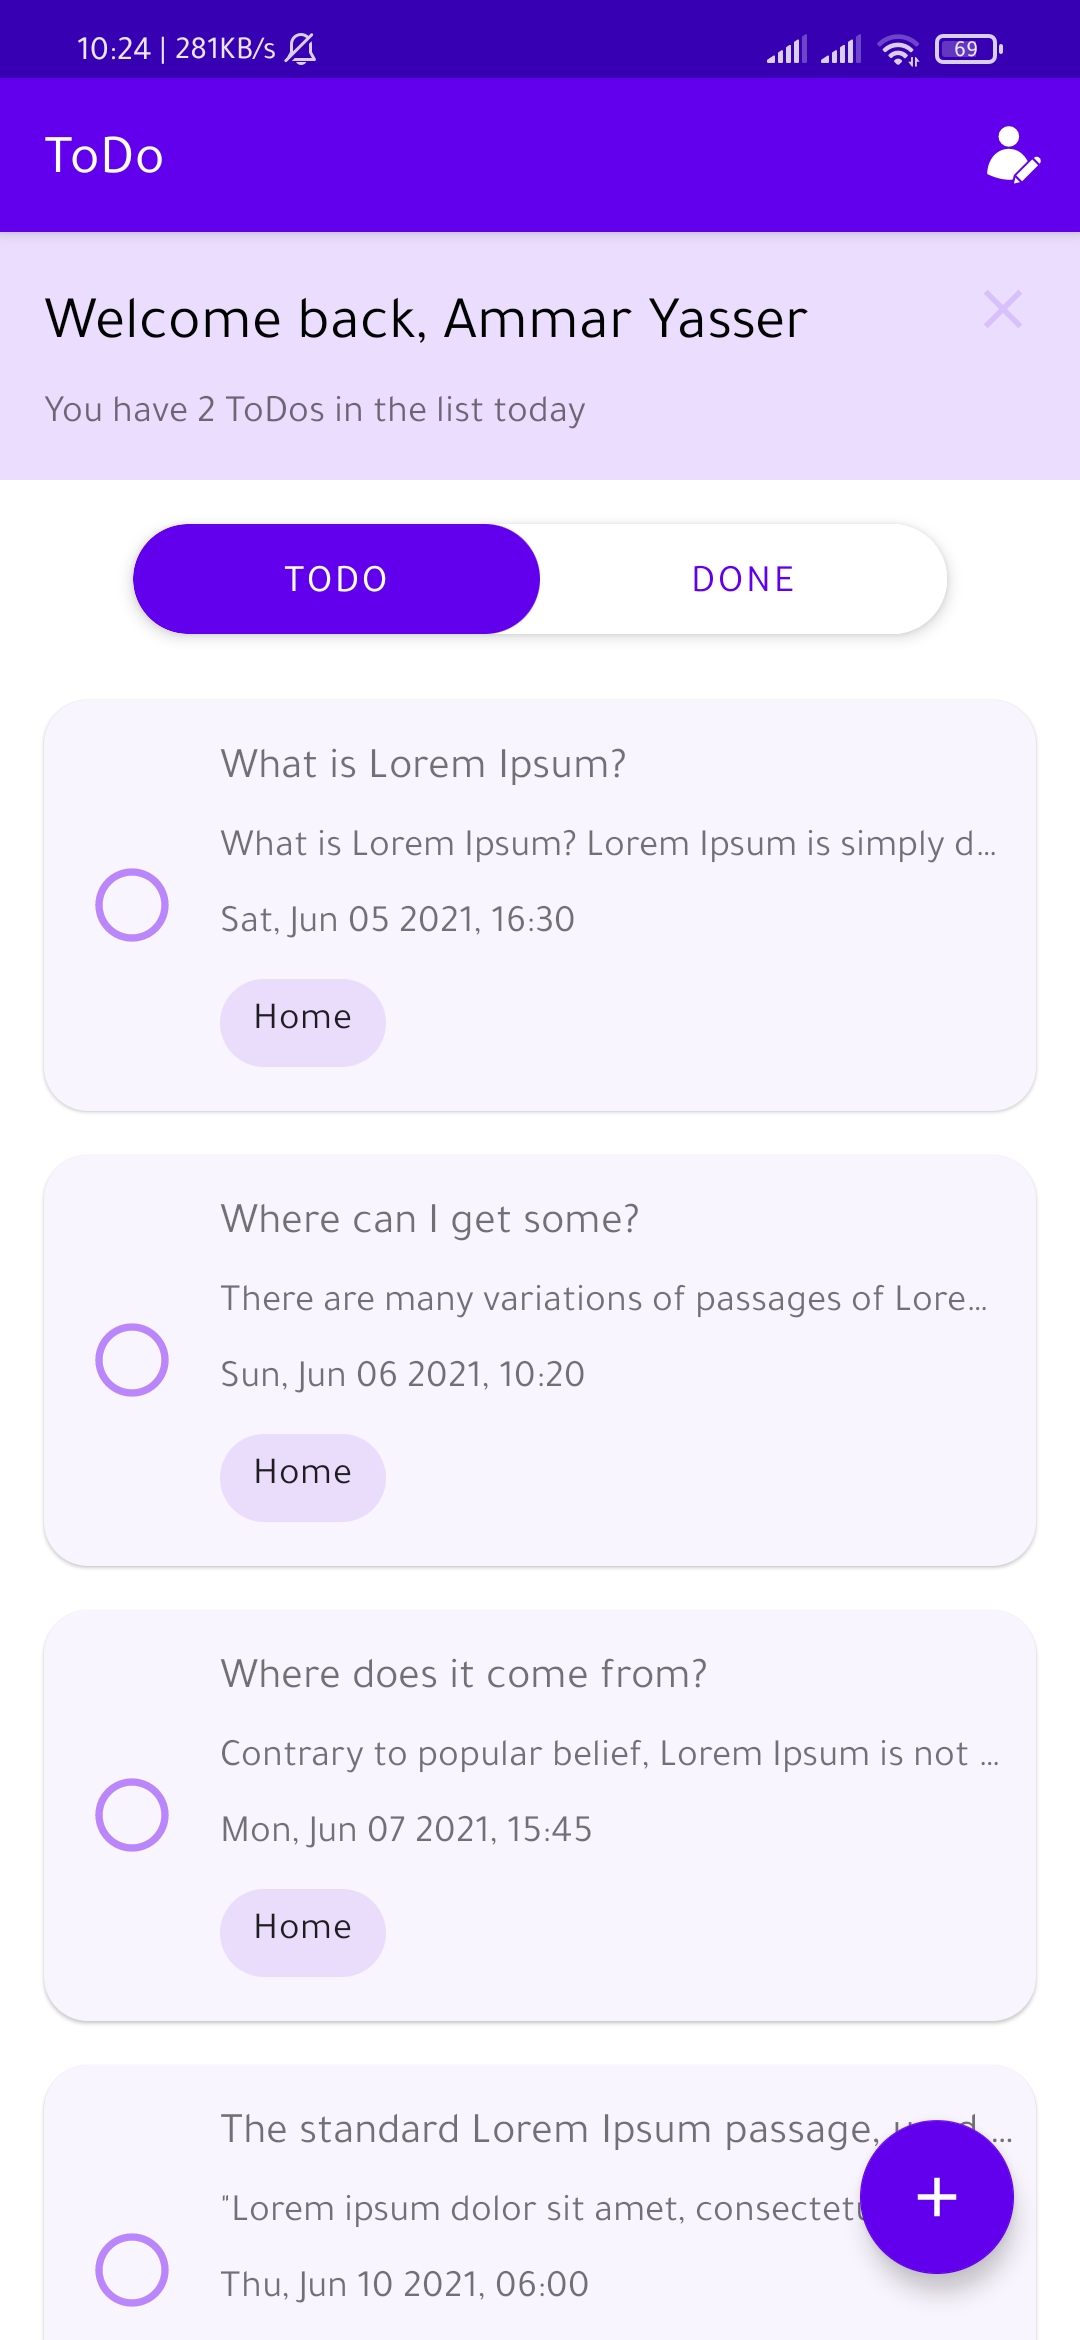 10:24 | 281KB/s 69
ToDo
Welcome back, Ammar Yasser
You have 2 ToDos in the list today
TODO DONE
What is Lorem Ipsum?
What is Lorem Ipsum? Lorem Ipsum is simply d...
Sat, Jun 05 2021, 16:30
Home
Where can I get some?
There are many variations of passages of Lore...
Sun, Jun 06 2021, 10:20
Home
Where does it come from?
Contrary to popular belief, Lorem Ipsum is not ...
Mon, Jun 07 2021, 15:45
Home
The standard Lorem Ipsum passage, ...
"Lorem ipsum dolor sit amet,
Thu, Jun 10 2021, 06:00